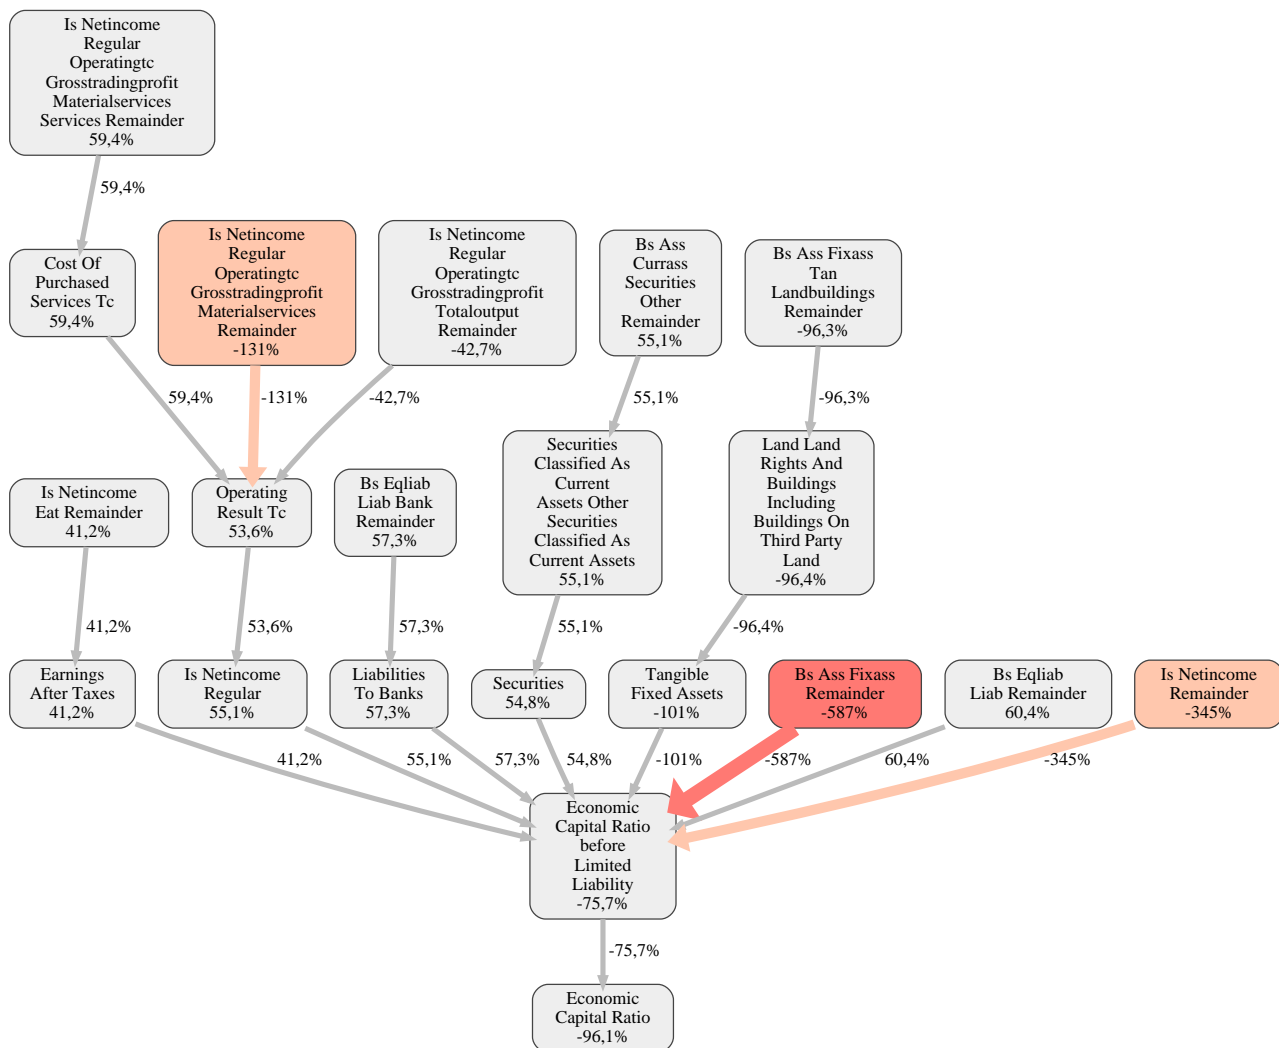 Is Netincome
Regular
Operatingtc
Grosstradingprofit
Materialservices
Services Remainder
59,4%
59,4%
Cost Of
Purchased
Services Tc
59,4%
Is Netincome
Regular
Operatingtc
Grosstradingprofit
Materialservices
Remainder
-131%
Is Netincome
Regular
Operatingtc
Grosstradingprofit
Totaloutput
Remainder
-42,7%
Bs Ass
Currass
Securities
Other
Remainder
55,1%
Bs Ass Fixass
Tan
Landbuildings
Remainder
-96,3%
59,4%
-131%
-42,7%
55,1%
-96,3%
Is Netincome
Eat Remainder
41,2%
Operating
Result Tc
53,6%
Bs Eqliab
Liab Bank
Remainder
57,3%
Securities
Classified As
Current
Assets Other
Securities
Classified As
Current Assets
55,1%
Land Land
Rights And
Buildings
Including
Buildings On
Third Party
Land
-96,4%
41,2%
53,6%
57,3%
55,1%
-96,4%
Earnings
After Taxes
41,2%
Is Netincome
Regular
55,1%
Liabilities
To Banks
57,3%
Securities
54,8%
Tangible
Fixed Assets
-101%
Bs Ass Fixass
Remainder
-587%
Bs Eqliab
Liab Remainder
60,4%
Is Netincome
Remainder
-345%
41,2%
55,1%
57,3%
54,8%
-101%
-587%
60,4%
-345%
Economic
Capital Ratio
before
Limited
Liability
-75,7%
-75,7%
Economic
Capital Ratio
-96,1%